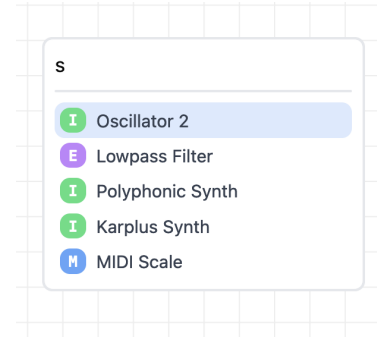 s
I Oscillator 2
E Lowpass Filter
I Polyphonic Synth
I Karplus Synth
M MIDI Scale